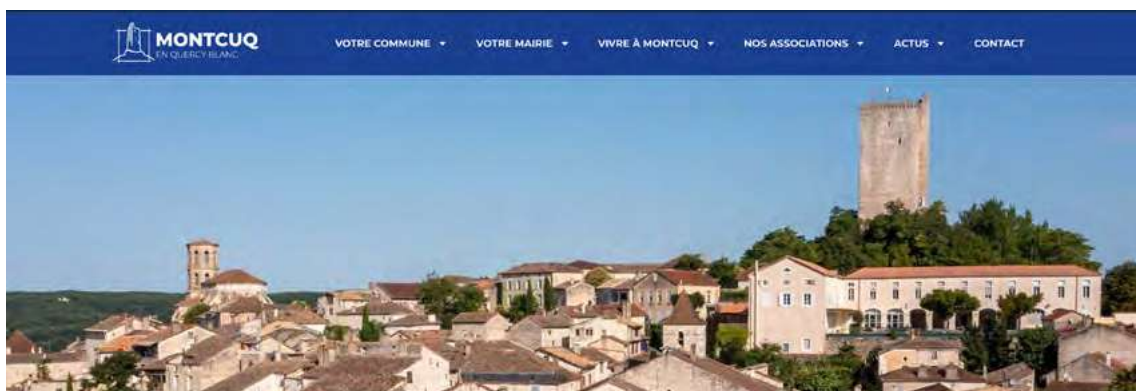 MONTCUQ
EN QUERCY BLANC
VOTRE COMMUNE
VOTRE MAIRIE
VIVRE À MONTCUQ
NOS ASSOCIATIONS
ACTUS
CONTACT